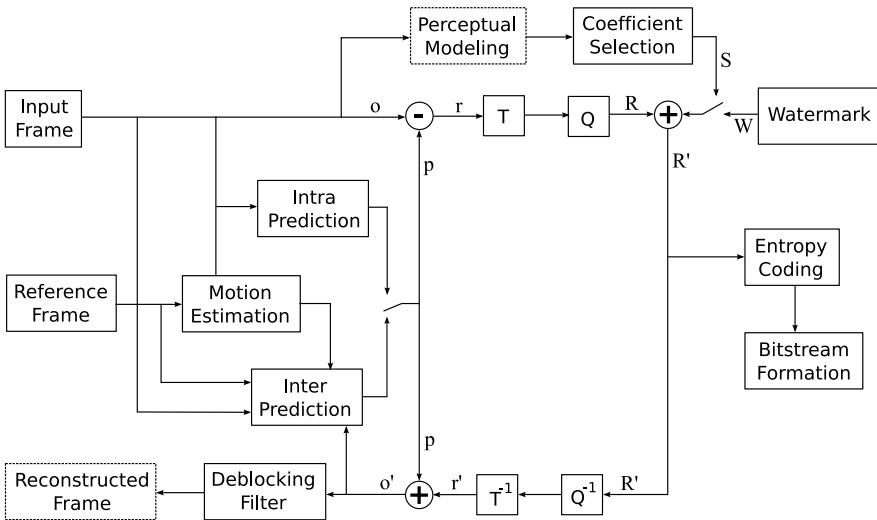 Perceptual
Modeling
Coefficient
Selection
S
Input
Frame
o
-
r
T
Q
R
+
W
Watermark
p
R'
Intra
Prediction
Entropy
Coding
Reference
Frame
Motion
Estimation
Bitstream
Formation
Inter
Prediction
p
Reconstructed
Frame
Deblocking
Filter
o'
+
r'
T⁻¹
Q⁻¹
R'